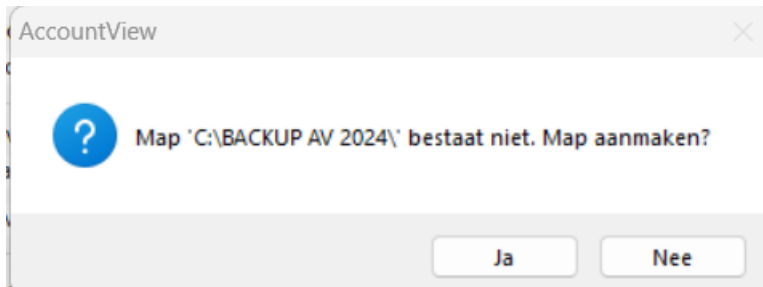 AccountView
Map 'C:\BACKUP AV 2024\' bestaat niet. Map aanmaken?
Ja
Nee